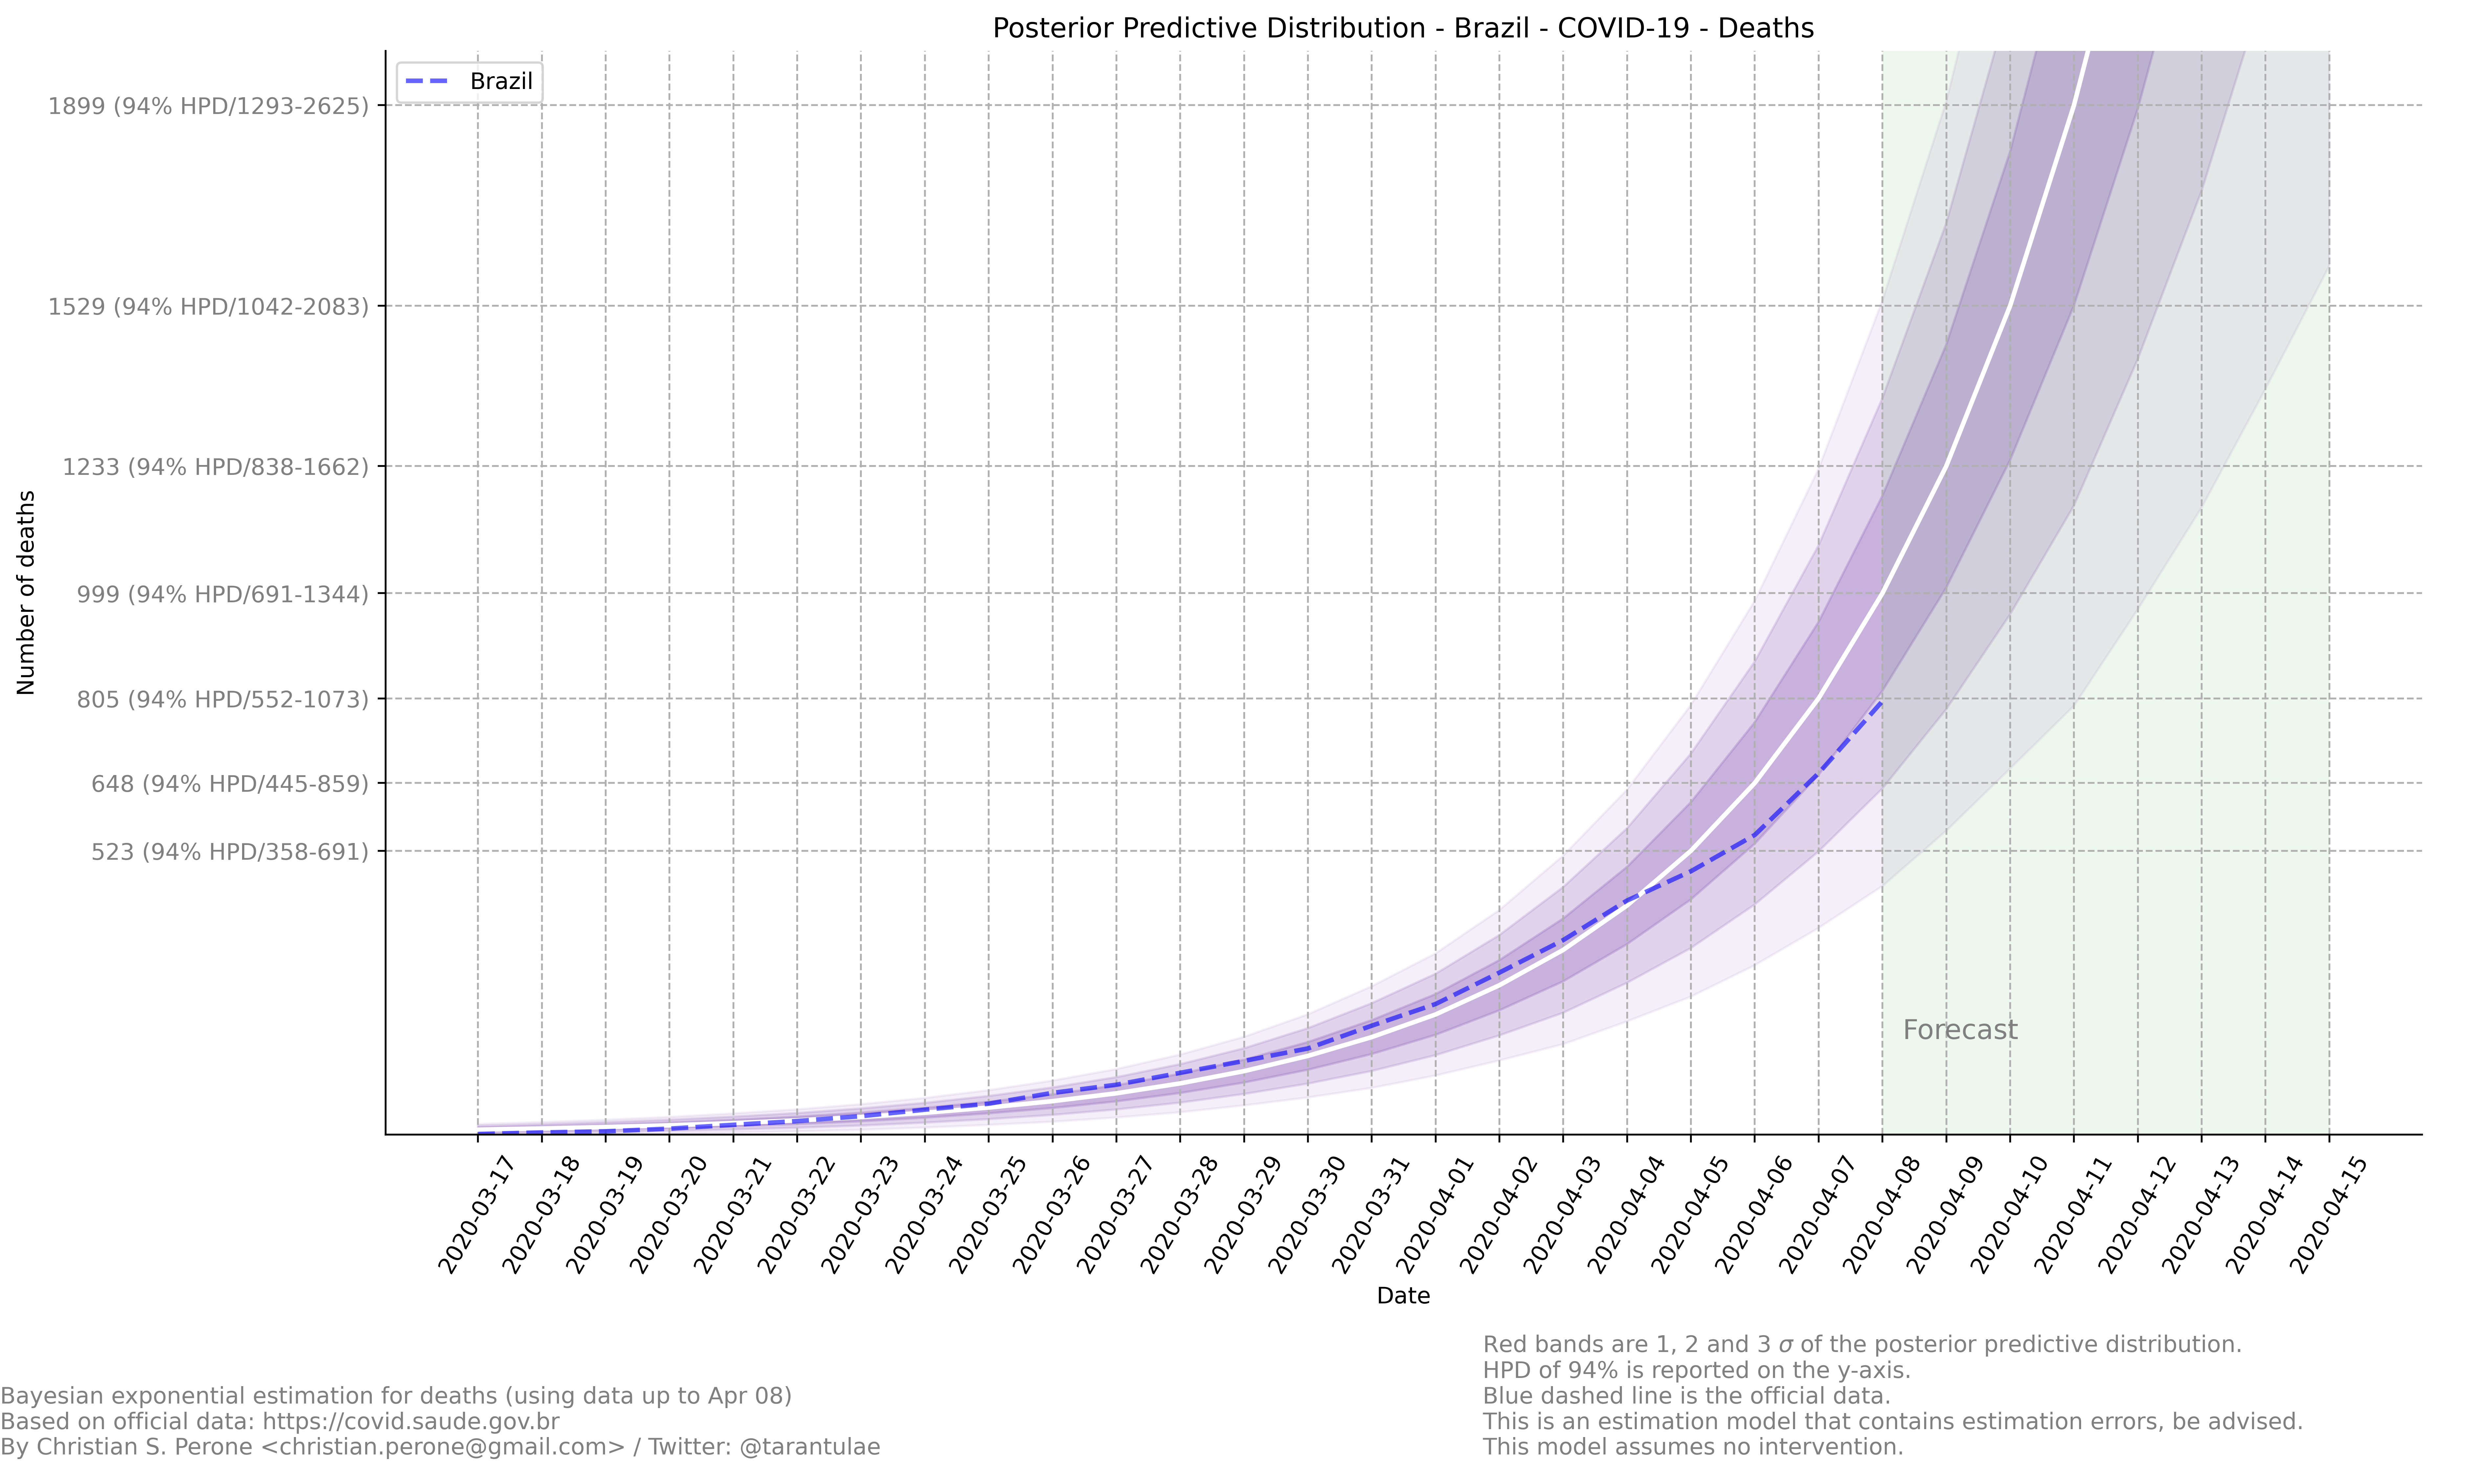 Posterior Predictive Distribution - Brazil - COVID-19 - Deaths
Brazil
Number of deaths
1899 (94% HPD/1293-2625)
1529 (94% HPD/1042-2083)
1233 (94% HPD/838-1662)
999 (94% HPD/691-1344)
805 (94% HPD/552-1073)
648 (94% HPD/445-859)
523 (94% HPD/358-691)
Forecast
2020-03-17
2020-03-18
2020-03-19
2020-03-20
2020-03-21
2020-03-22
2020-03-23
2020-03-24
2020-03-25
2020-03-26
2020-03-27
2020-03-28
2020-03-29
2020-03-30
2020-03-31
2020-04-01
2020-04-02
2020-04-03
2020-04-04
2020-04-05
2020-04-06
2020-04-07
2020-04-08
2020-04-09
2020-04-10
2020-04-11
2020-04-12
2020-04-13
2020-04-14
2020-04-15
Date
Bayesian exponential estimation for deaths (using data up to Apr 08)
Based on official data: https://covid.saude.gov.br
By Christian S. Perone <christian.perone@gmail.com> / Twitter: @tarantulae
Red bands are 1, 2 and 3 σ of the posterior predictive distribution.
HPD of 94% is reported on the y-axis.
Blue dashed line is the official data.
This is an estimation model that contains estimation errors, be advised.
This model assumes no intervention.